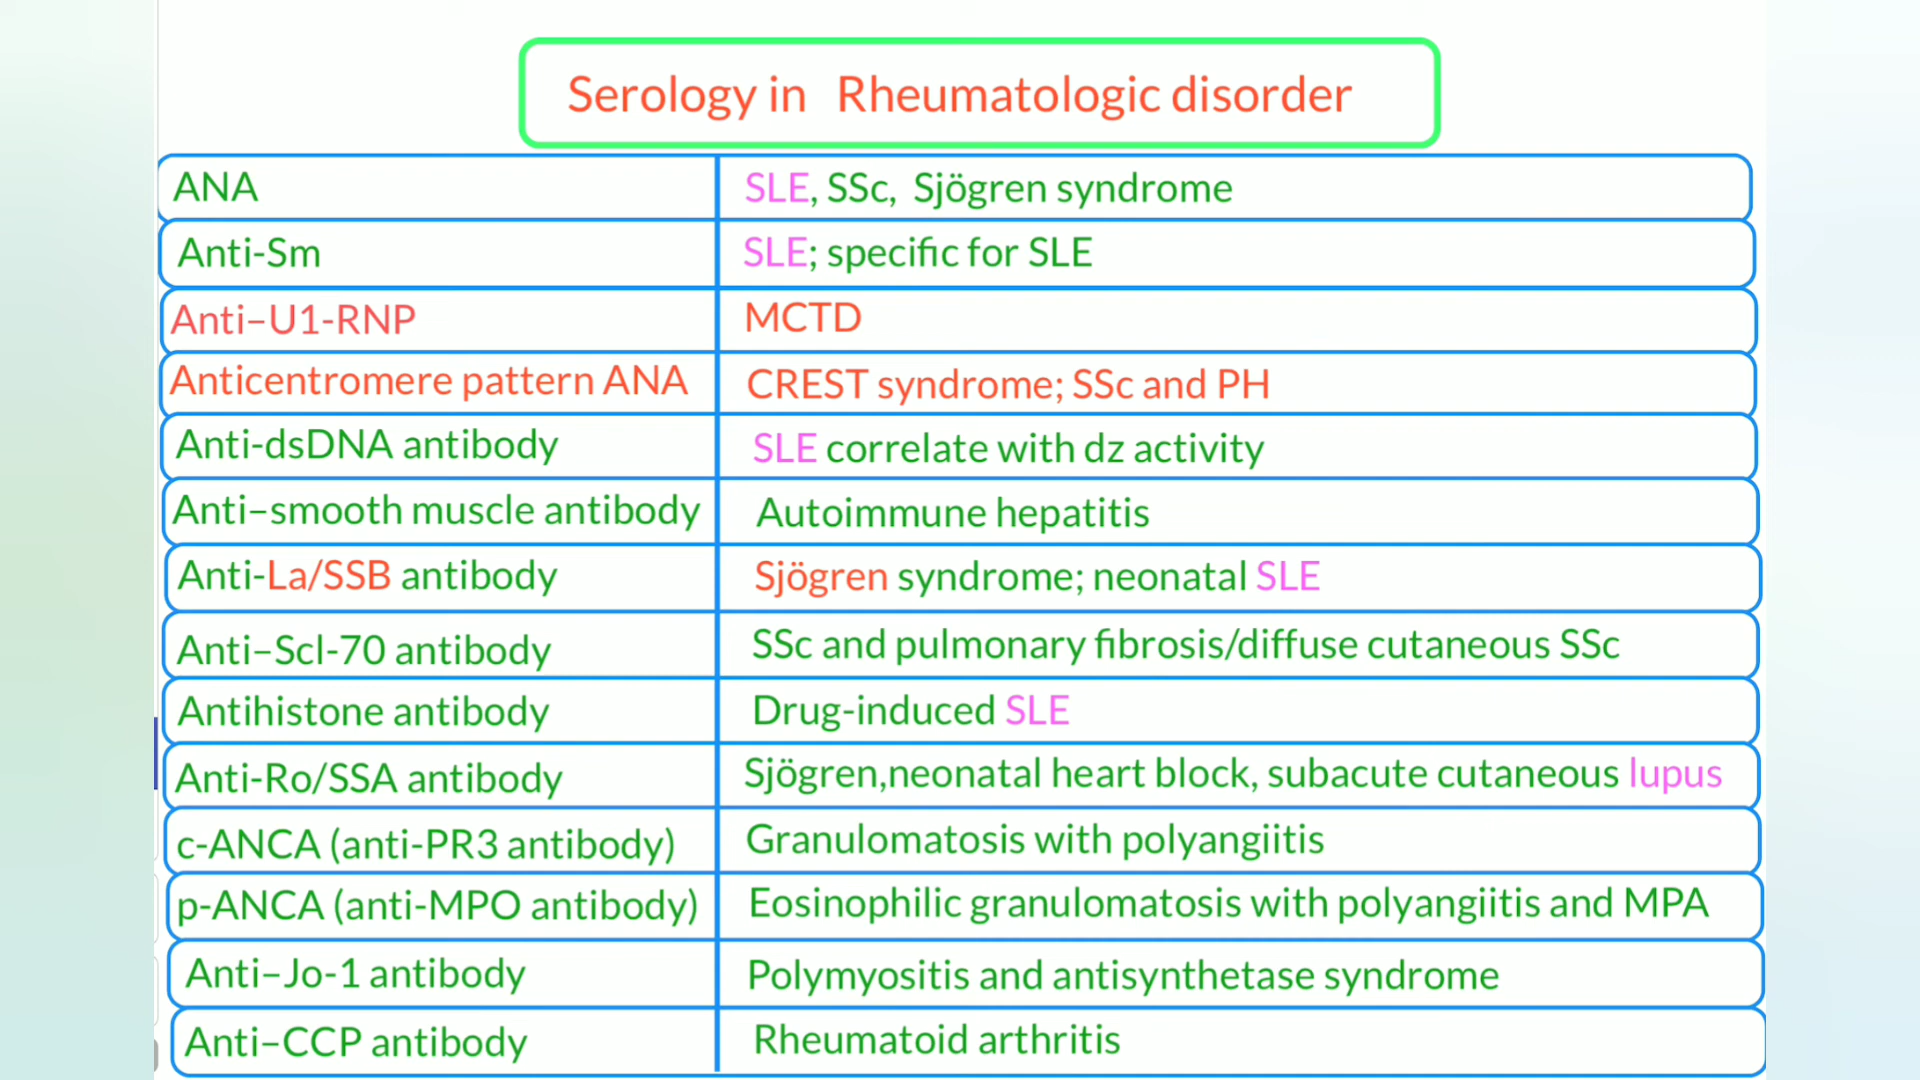 Serology in Rheumatologic disorder
ANA SLE, SSc, Sjögren syndrome
Anti-Sm SLE; specific for SLE
Anti–U1-RNP MCTD
Anticentromere pattern ANA CREST syndrome; SSc and PH
Anti-dsDNA antibody SLE correlate with dz activity
Anti–smooth muscle antibody Autoimmune hepatitis
Anti-La/SSB antibody Sjögren syndrome; neonatal SLE
Anti–Scl-70 antibody SSc and pulmonary fibrosis/diffuse cutaneous SSc
Antihistone antibody Drug-induced SLE
Anti-Ro/SSA antibody Sjögren,neonatal heart block, subacute cutaneous lupus
c-ANCA (anti-PR3 antibody) Granulomatosis with polyangiitis
p-ANCA (anti-MPO antibody) Eosinophilic granulomatosis with polyangiitis and MPA
Anti–Jo-1 antibody Polymyositis and antisynthetase syndrome
Anti–CCP antibody Rheumatoid arthritis